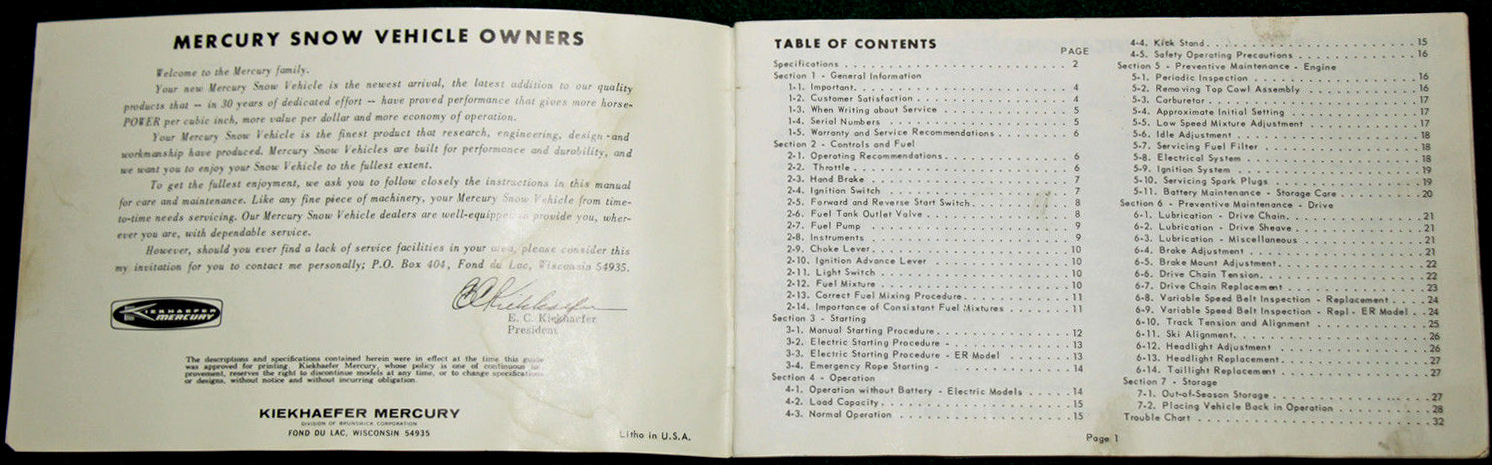 MERCURY SNOW VEHICLE OWNERS
Welcome to the Mercury family.
Your new Mercury Snow Vehicle is the newest arrival, the latest addition to our quality
products that -- in 30 years of dedicated effort -- have proved performance that gives more horse-
POWER per cubic inch, more value per dollar and more economy of operation.
Your Mercury Snow Vehicle is the finest product that research, engineering, design and
workmanship have produced. Mercury Snow Vehicles are built for performance and durability, and
we want you to enjoy your Snow Vehicle to the fullest extent.
To get the fullest enjoyment, we ask you to follow closely the instructions in this manual
for care and maintenance. Like any fine piece of machinery, your Mercury Snow Vehicle from time-
to-time needs servicing. Our Mercury Snow Vehicle dealers are well-equipped to provide you, wher-
ever you are, with dependable service.
However, should you ever find a lack of service facilities in your area, please consider this
my invitation for you to contact me personally; P.O. Box 404, Fond du Lac, Wisconsin 54935.
E C Kiekhaefer
E. C. Kiekhaefer
President
KIEKHAEFER
MERCURY
The descriptions and specifications contained herein were in effect at the time this guide
was approved for printing. Kiekhaefer Mercury, whose policy is one of continuous im-
provement, reserves the right to discontinue models at any time, or to change specifications
or designs, without notice and without incurring obligation.
KIEKHAEFER MERCURY
DIVISION OF BRUNSWICK CORPORATION
FOND DU LAC, WISCONSIN 54935
Litho in U.S.A.
TABLE OF CONTENTS
PAGE
Specifications . . . . . 2
Section 1 - General Information
1-1. Important. . . . . 4
1-2. Customer Satisfaction . . . . . 4
1-3. When Writing about Service . . . . . 5
1-4. Serial Numbers . . . . . 5
1-5. Warranty and Service Recommendations . . . . . 6
Section 2 - Controls and Fuel
2-1. Operating Recommendations. . . . . 6
2-2. Throttle . . . . . 6
2-3. Hand Brake . . . . . 7
2-4. Ignition Switch . . . . . 7
2-5. Forward and Reverse Start Switch. . . . . 8
2-6. Fuel Tank Outlet Valve . . . . . 8
2-7. Fuel Pump . . . . . 9
2-8. Instruments . . . . . 9
2-9. Choke Lever. . . . . 10
2-10. Ignition Advance Lever . . . . . 10
2-11. Light Switch . . . . . 10
2-12. Fuel Mixture . . . . . 10
2-13. Correct Fuel Mixing Procedure. . . . . 11
2-14. Importance of Consistant Fuel Mixtures . . . . . 11
Section 3 - Starting
3-1. Manual Starting Procedure. . . . . 12
3-2. Electric Starting Procedure - . . . . . 13
3-3. Electric Starting Procedure - ER Model . . . . . 13
3-4. Emergency Rope Starting - . . . . . 14
Section 4 - Operation
4-1. Operation without Battery - Electric Models . . . . . 14
4-2. Load Capacity. . . . . 15
4-3. Normal Operation . . . . . 15
4-4. Kick Stand. . . . . 15
4-5. Safety Operating Precautions . . . . . 16
Section 5 - Preventive Maintenance - Engine
5-1. Periodic Inspection . . . . . 16
5-2. Removing Top Cowl Assembly . . . . . 16
5-3. Carburetor . . . . . 17
5-4. Approximate Initial Setting . . . . . 17
5-5. Low Speed Mixture Adjustment . . . . . 17
5-6. Idle Adjustment . . . . . 18
5-7. Servicing Fuel Filter . . . . . 18
5-8. Electrical System . . . . . 18
5-9. Ignition System . . . . . 19
5-10. Servicing Spark Plugs . . . . . 19
5-11. Battery Maintenance - Storage Care . . . . . 20
Section 6 - Preventive Maintenance - Drive
6-1. Lubrication - Drive Chain. . . . . 21
6-2. Lubrication - Drive Sheave . . . . . 21
6-3. Lubrication - Miscellaneous . . . . . 21
6-4. Brake Adjustment . . . . . 21
6-5. Brake Mount Adjustment. . . . . 22
6-6. Drive Chain Tension. . . . . 22
6-7. Drive Chain Replacement . . . . . 23
6-8. Variable Speed Belt Inspection - Replacement. . . . . 24
6-9. Variable Speed Belt Inspection - Repl - ER Model . . 24
6-10. Track Tension and Alignment . . . . . 25
6-11. Ski Alignment. . . . . 26
6-12. Headlight Adjustment . . . . . 26
6-13. Headlight Replacement. . . . . 27
6-14. Taillight Replacement . . . . . 27
Section 7 - Storage
7-1. Out-of-Season Storage . . . . . 27
7-2. Placing Vehicle Back in Operation . . . . . 28
Trouble Chart . . . . . 32
Page 1